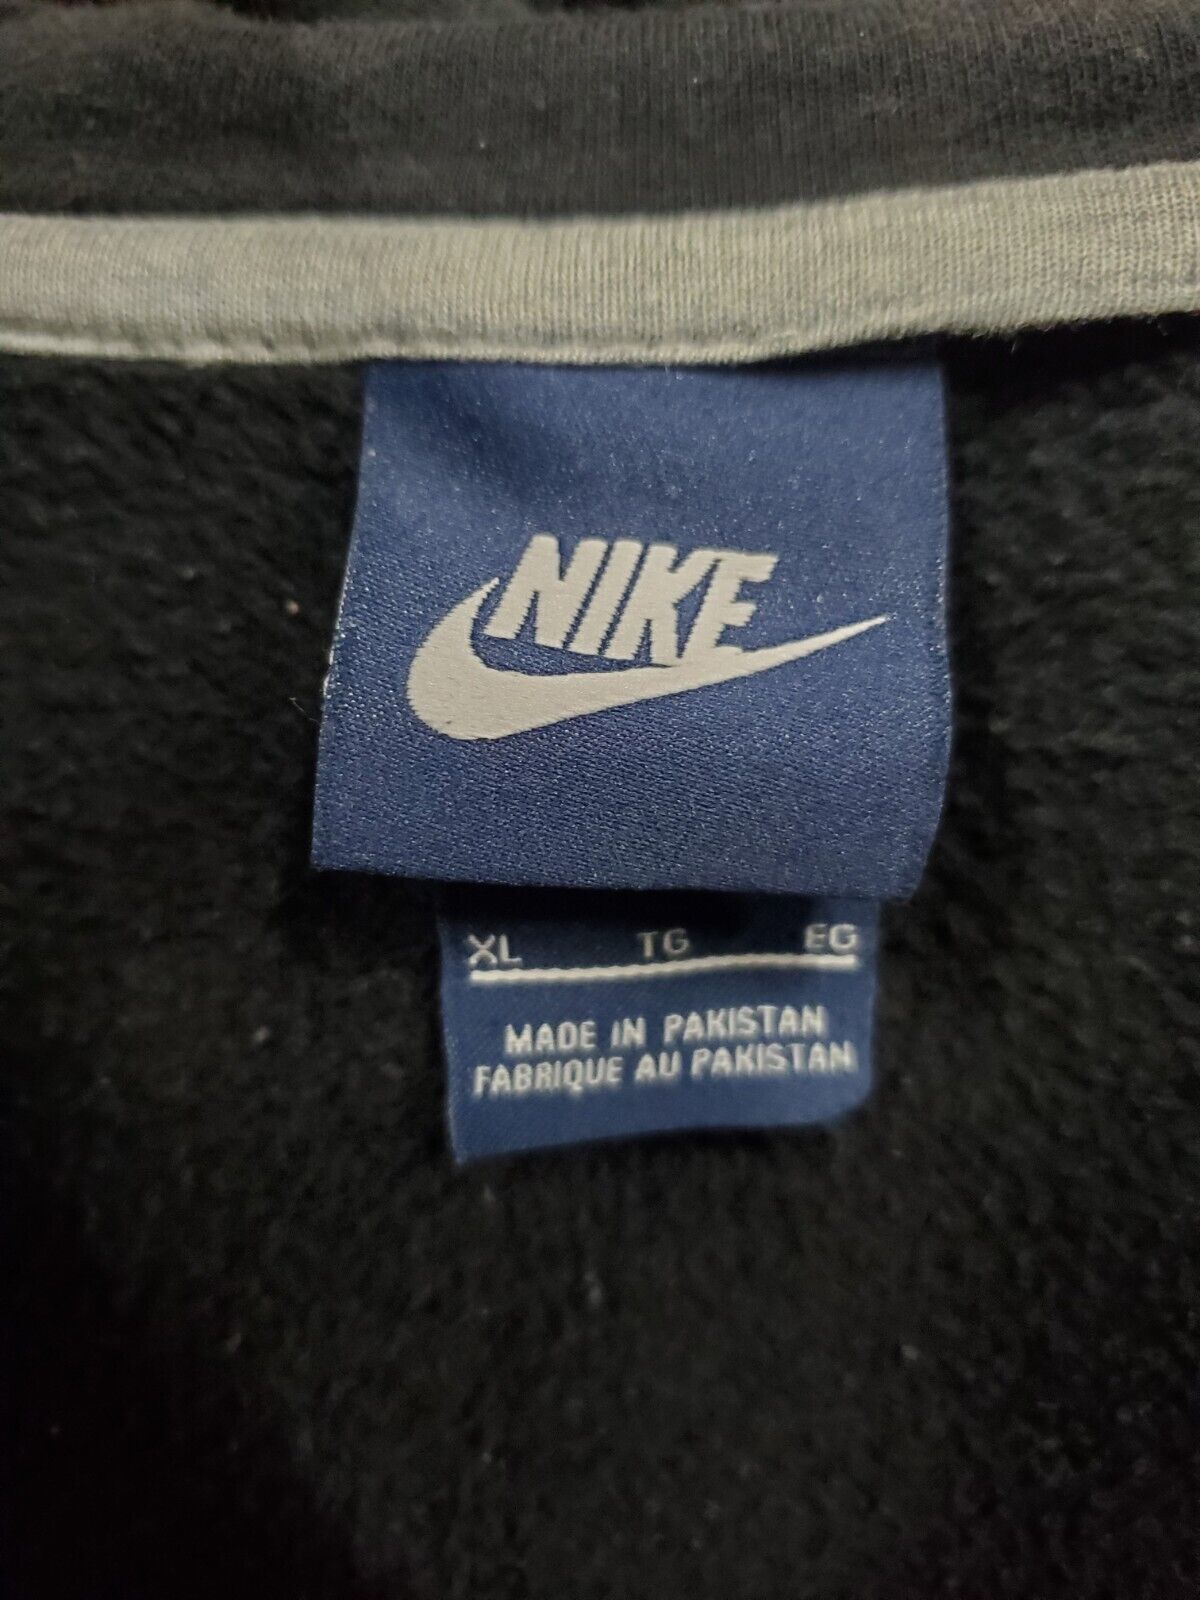 NIKE
XL TG EG
MADE IN PAKISTAN
FABRIQUE AU PAKISTAN